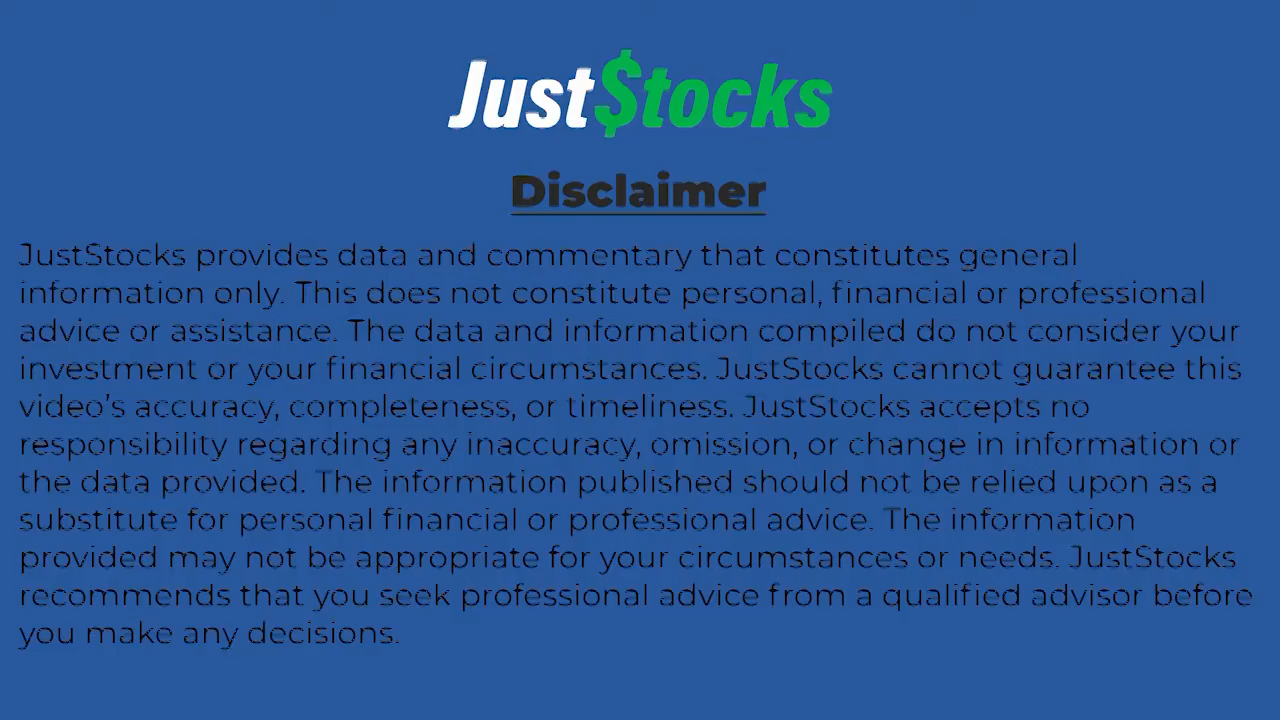 Just$tocks
Disclaimer
JustStocks provides data and commentary that constitutes general
information only. This does not constitute personal, financial or professional
advice or assistance. The data and information compiled do not consider your
investment or your financial circumstances. JustStocks cannot guarantee this
video's accuracy, completeness, or timeliness. JustStocks accepts no
responsibility regarding any inaccuracy, omission, or change in information or
the data provided. The information published should not be relied upon as a
substitute for personal financial or professional advice. The information
provided may not be appropriate for your circumstances or needs. JustStocks
recommends that you seek professional advice from a qualified advisor before
you make any decisions.